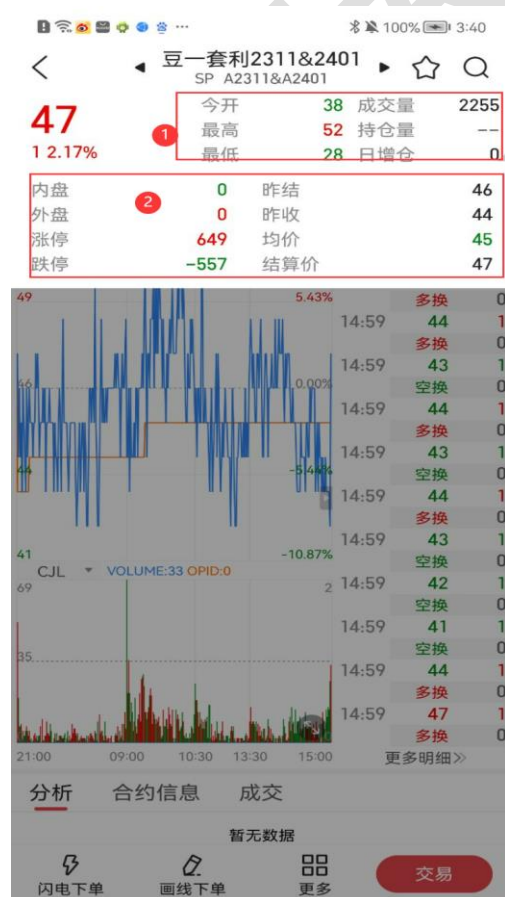 100% 3:40
豆一套利2311&2401
SP A2311&A2401
47
1 2.17%
1
今开 38 成交量 2255
最高 52 持仓量 --
最低 28 日增仓 0
2
内盘 0 昨结 46
外盘 0 昨收 44
涨停 649 均价 45
跌停 -557 结算价 47
49 5.43%
46 0.00%
44 -5.44%
41 -10.87%
多换 0
14:59 44 1
多换 0
14:59 43 1
空换 0
14:59 44 1
多换 0
14:59 43 1
空换 0
14:59 44 1
多换 0
14:59 43 1
空换 0
14:59 42 1
空换 0
14:59 41 1
空换 0
14:59 44 1
多换 0
14:59 47 1
多换 0
CJL VOLUME:33 OPID:0
69 2
35
21:00 09:00 10:30 13:30 15:00
更多明细
分析 合约信息 成交
暂无数据
闪电下单 画线下单 更多 交易